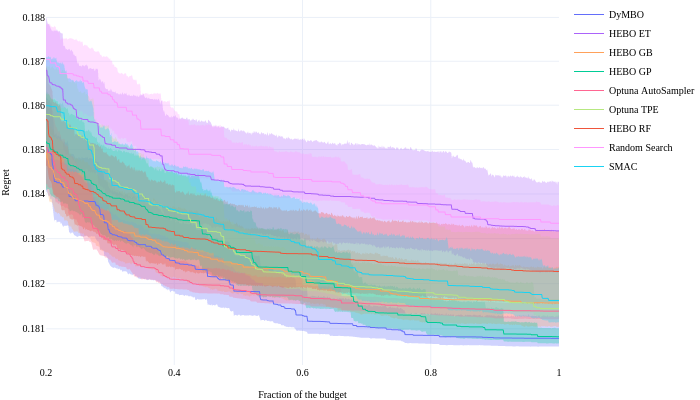 0.188
0.187
0.186
0.185
0.184
0.183
0.182
0.181
Regret
0.2
0.4
0.6
0.8
1
Fraction of the budget
DyMBO
HEBO ET
HEBO GB
HEBO GP
Optuna AutoSampler
Optuna TPE
HEBO RF
Random Search
SMAC